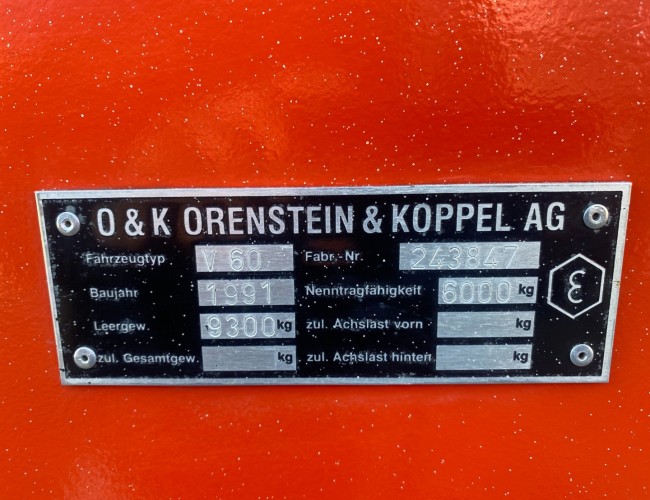 O & K ORENSTEIN & KOPPEL AG
Fahrzeugtyp V 60 Fabr.-Nr. 243847
Baujahr 1991 Nenntragfähigkeit 6000 kg
Leergew. 9300 kg zul. Achslast vorn kg
zul. Gesamtgew. kg zul. Achslast hinten kg